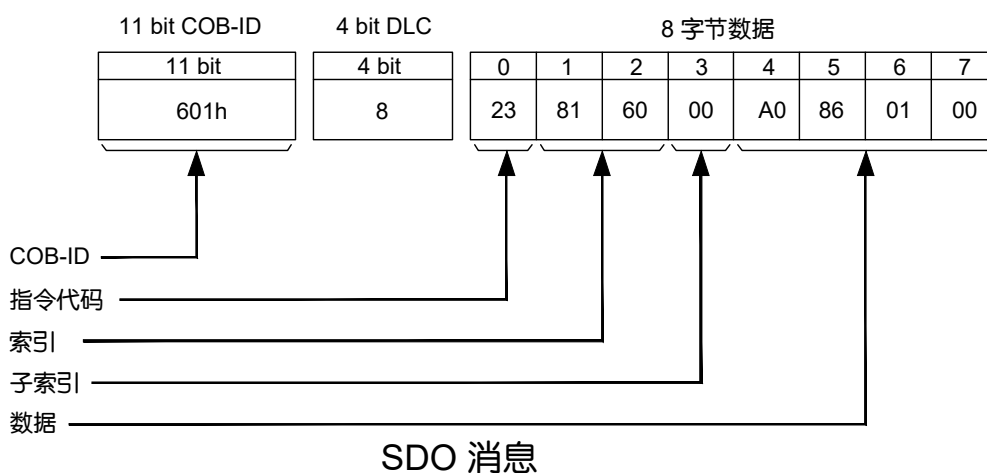 11 bit COB-ID 4 bit DLC 8 字节数据
11 bit 4 bit 0 1 2 3 4 5 6 7
601h 8 23 81 60 00 A0 86 01 00
COB-ID
指令代码
索引
子索引
数据
SDO 消息